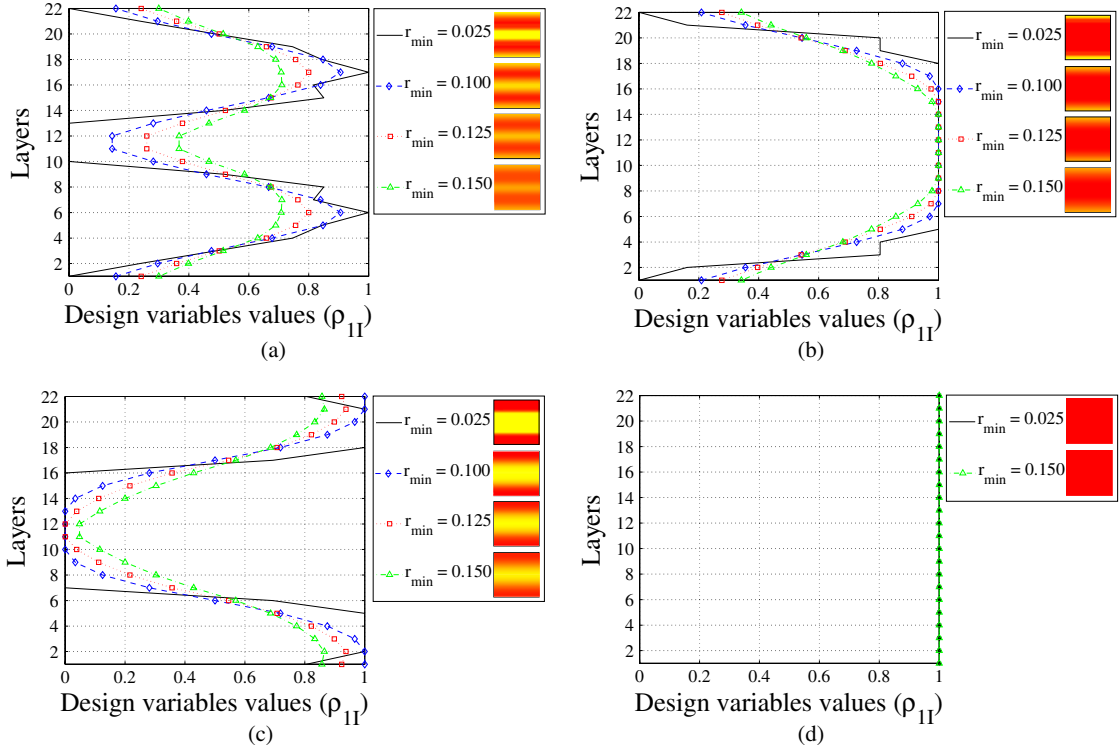 22
20
18
16
14
12
10
8
6
4
2
0.2 0.4 0.6 0.8 1
Layers
Design variables values (ρ1I)
r min = 0.025
r min = 0.100
r min = 0.125
r min = 0.150
(a)
22
20
18
16
14
12
10
8
6
4
2
0 0.2 0.4 0.6 0.8 1
Layers
Design variables values (ρ1I)
r min = 0.025
r min = 0.100
r min = 0.125
r min = 0.150
(b)
22
20
18
16
14
12
10
8
6
4
2
0 0.2 0.4 0.6 0.8 1
Layers
Design variables values (ρ1I)
r min = 0.025
r min = 0.100
r min = 0.125
r min = 0.150
(c)
22
20
18
16
14
12
10
8
6
4
2
0 0.2 0.4 0.6 0.8 1
Layers
Design variables values (ρ1I)
r min = 0.025
r min = 0.150
(d)